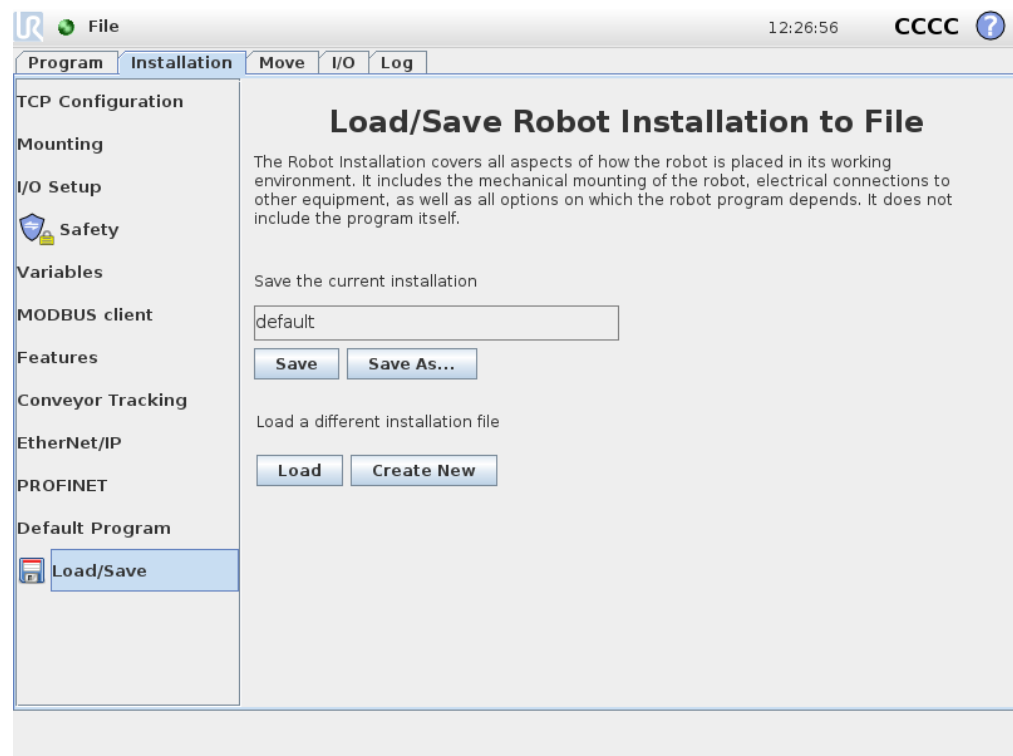 UR File 12:26:56 CCCC ?
Program Installation Move I/O Log
TCP Configuration
Mounting
I/O Setup
Safety
Variables
MODBUS client
Features
Conveyor Tracking
EtherNet/IP
PROFINET
Default Program
Load/Save
Load/Save Robot Installation to File
The Robot Installation covers all aspects of how the robot is placed in its working
environment. It includes the mechanical mounting of the robot, electrical connections to
other equipment, as well as all options on which the robot program depends. It does not
include the program itself.
Save the current installation
default
Save Save As...
Load a different installation file
Load Create New